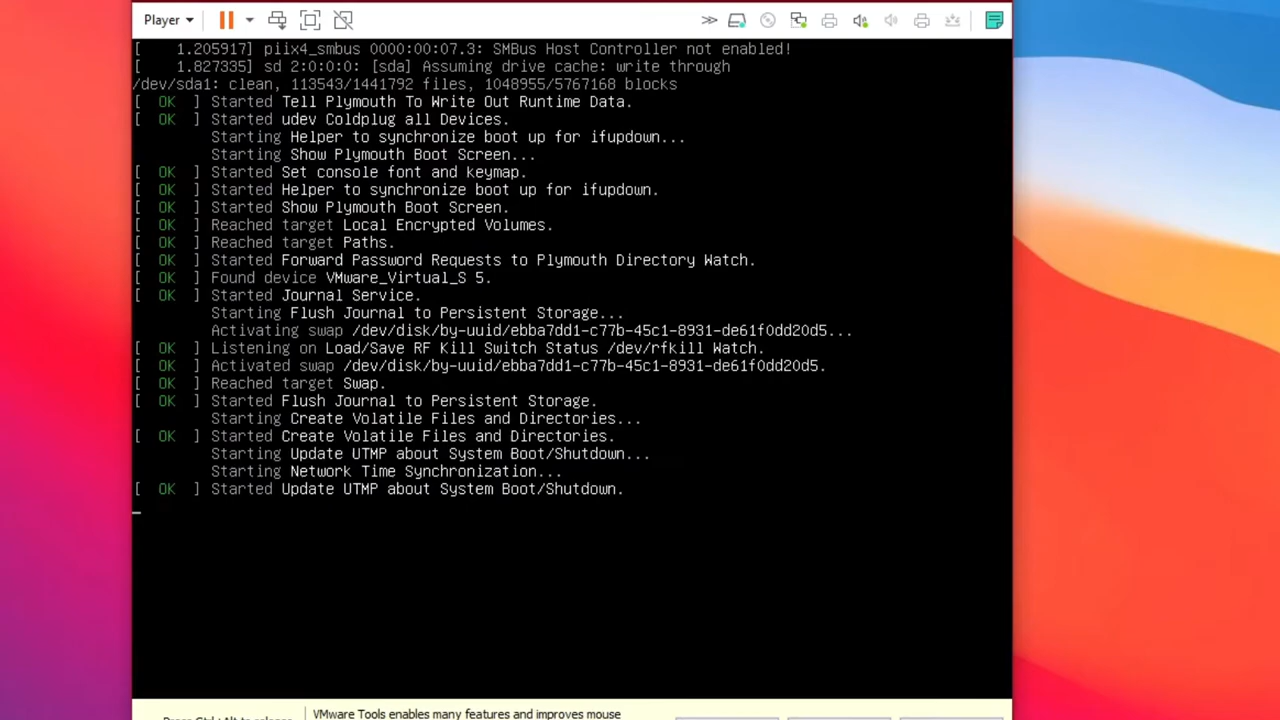 Player
[    1.205917] piix4_smbus 0000:00:07.3: SMBus Host Controller not enabled!
[    1.827335] sd 2:0:0:0: [sda] Assuming drive cache: write through
/dev/sda1: clean, 113543/1441792 files, 1048955/5767168 blocks
[  OK  ] Started Tell Plymouth To Write Out Runtime Data.
[  OK  ] Started udev Coldplug all Devices.
Starting Helper to synchronize boot up for ifupdown...
Starting Show Plymouth Boot Screen...
[  OK  ] Started Set console font and keymap.
[  OK  ] Started Helper to synchronize boot up for ifupdown.
[  OK  ] Started Show Plymouth Boot Screen.
[  OK  ] Reached target Local Encrypted Volumes.
[  OK  ] Reached target Paths.
[  OK  ] Started Forward Password Requests to Plymouth Directory Watch.
[  OK  ] Found device VMware_Virtual_S 5.
[  OK  ] Started Journal Service.
Starting Flush Journal to Persistent Storage...
Activating swap /dev/disk/by-uuid/ebba7dd1-c77b-45c1-8931-de61f0dd20d5...
[  OK  ] Listening on Load/Save RF Kill Switch Status /dev/rfkill Watch.
[  OK  ] Activated swap /dev/disk/by-uuid/ebba7dd1-c77b-45c1-8931-de61f0dd20d5.
[  OK  ] Reached target Swap.
[  OK  ] Started Flush Journal to Persistent Storage.
Starting Create Volatile Files and Directories...
[  OK  ] Started Create Volatile Files and Directories.
Starting Update UTMP about System Boot/Shutdown...
Starting Network Time Synchronization...
[  OK  ] Started Update UTMP about System Boot/Shutdown.
VMware Tools enables many features and improves mouse
Press Ctrl+Alt to release